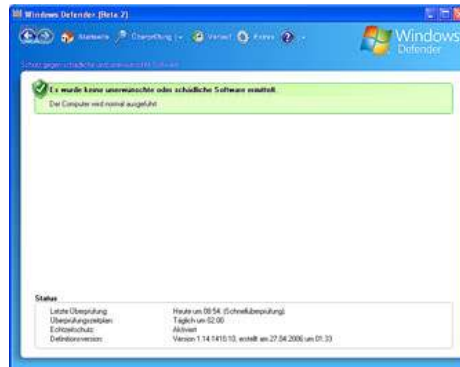 Windows Defender (Beta 2)
Startseite Überprüfung Verlauf Extras
Windows
Defender
Schutz gegen schädliche und unerwünschte Software
Es wurde keine unerwünschte oder schädliche Software ermittelt.
Der Computer wird normal ausgeführt
Status
Letzte Überprüfung: Heute um 08:54. (Schnellüberprüfung).
Überprüfungszeitplan: Täglich um 02:00
Echtzeitschutz: Aktiviert
Definitionsversion: Version 1.14.1410.10, erstellt am 27.04.2006 um 01:33